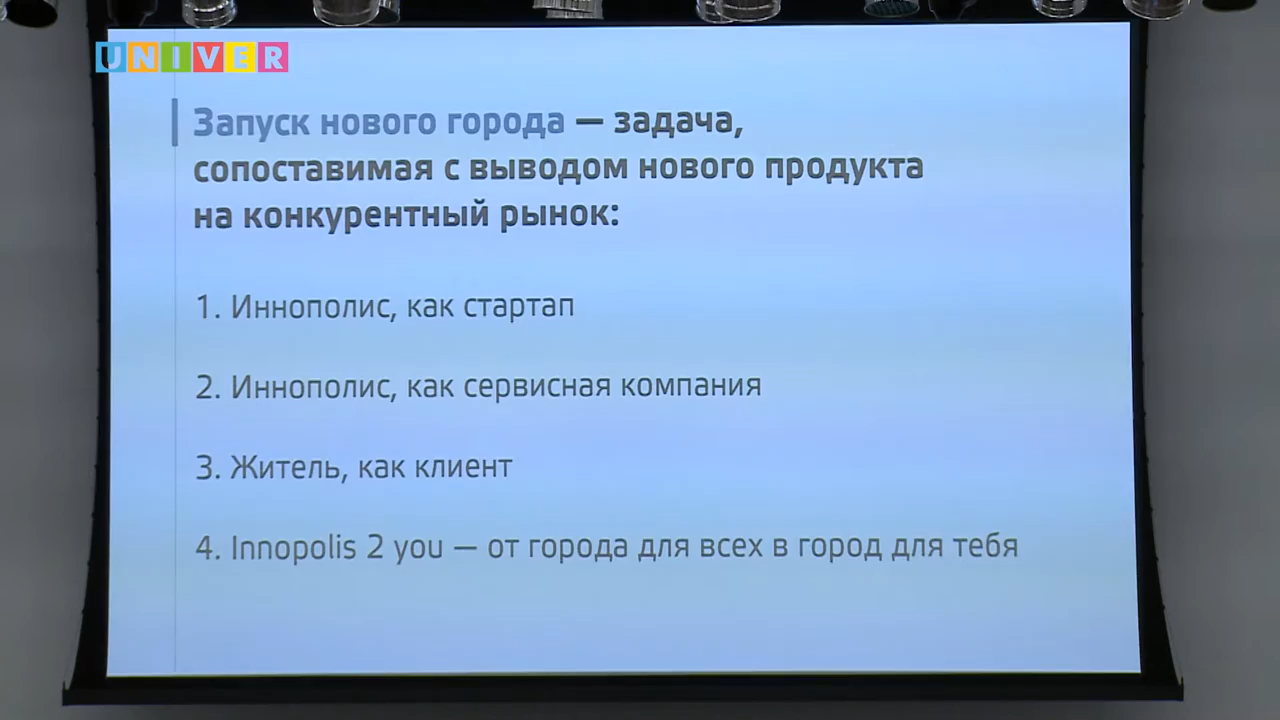 UNIVER
Запуск нового города — задача,
сопоставимая с выводом нового продукта
на конкурентный рынок:
1. Иннополис, как стартап
2. Иннополис, как сервисная компания
3. Житель, как клиент
4. Innopolis 2 you — от города для всех в город для тебя